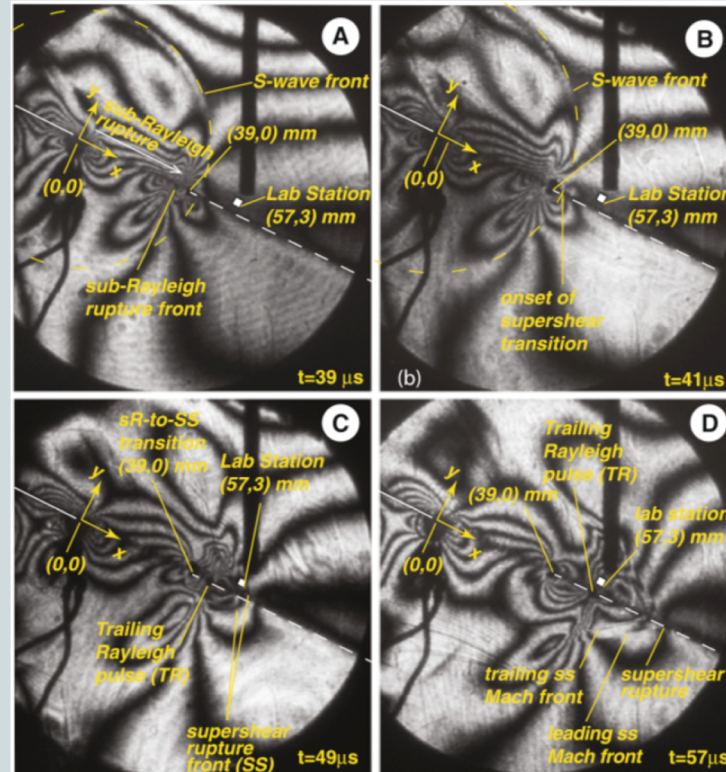 A
S-wave front
y
sub-Rayleigh
rupture
(39,0) mm
x
(0,0)
Lab Station
(57,3) mm
sub-Rayleigh
rupture front
t=39 μs
B
S-wave front
y
(39,0) mm
x
(0,0)
Lab Station
(57,3) mm
onset of
supershear
transition
(b)
t=41μs
C
sR-to-SS
transition
(39,0) mm
Lab Station
(57,3) mm
y
x
(0,0)
Trailing
Rayleigh
pulse (TR)
supershear
rupture
front (SS)
t=49μs
D
Trailing
Rayleigh
pulse (TR)
y
(39,0) mm
lab station
(57,3) mm
x
(0,0)
trailing ss
Mach front
supershear
rupture
leading ss
Mach front
t=57μs